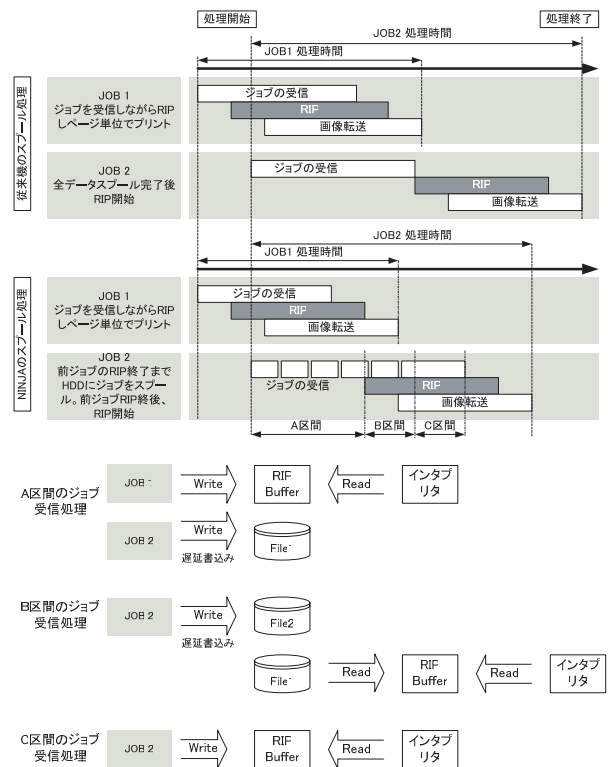 処理開始
処理終了
JOB2 処理時間
JOB1 処理時間
従来機のスプール処理
JOB 1
ジョブを受信しながらRIP
しページ単位でプリント
ジョブの受信
RIP
画像転送
JOB 2
全データスプール完了後
RIP開始
ジョブの受信
RIP
画像転送
JOB2 処理時間
JOB1 処理時間
NINJAのスプール処理
JOB 1
ジョブを受信しながらRIP
しページ単位でプリント
ジョブの受信
RIP
画像転送
JOB 2
前ジョブのRIP終了まで
HDDにジョブをスプー
ル。前ジョブRIP終後、
RIP開始
ジョブの受信
RIP
画像転送
A区間
B区間
C区間
A区間のジョブ
受信処理
JOB 1
Write
RIP
Buffer
Read
インタプ
リタ
JOB 2
Write
遅延書込み
File1
B区間のジョブ
受信処理
JOB 2
Write
遅延書込み
File2
File1
Read
RIP
Buffer
Read
インタプ
リタ
C区間のジョブ
受信処理
JOB 2
Write
RIP
Buffer
Read
インタプ
リタ